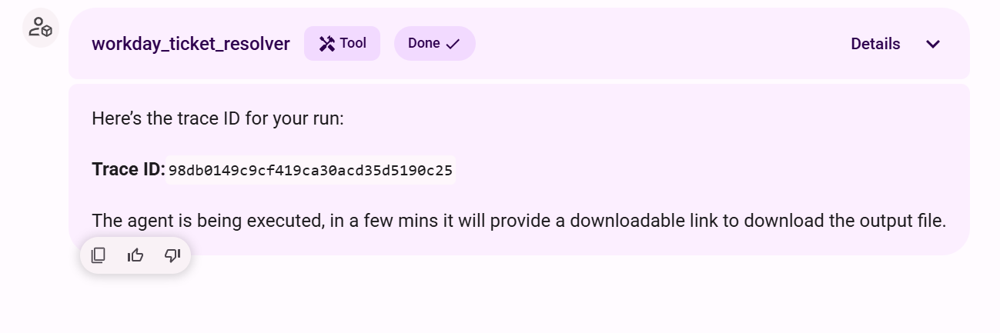 workday_ticket_resolver Tool Done Details
Here’s the trace ID for your run:
Trace ID: 98db0149c9cf419ca30acd35d5190c25
The agent is being executed, in a few mins it will provide a downloadable link to download the output file.